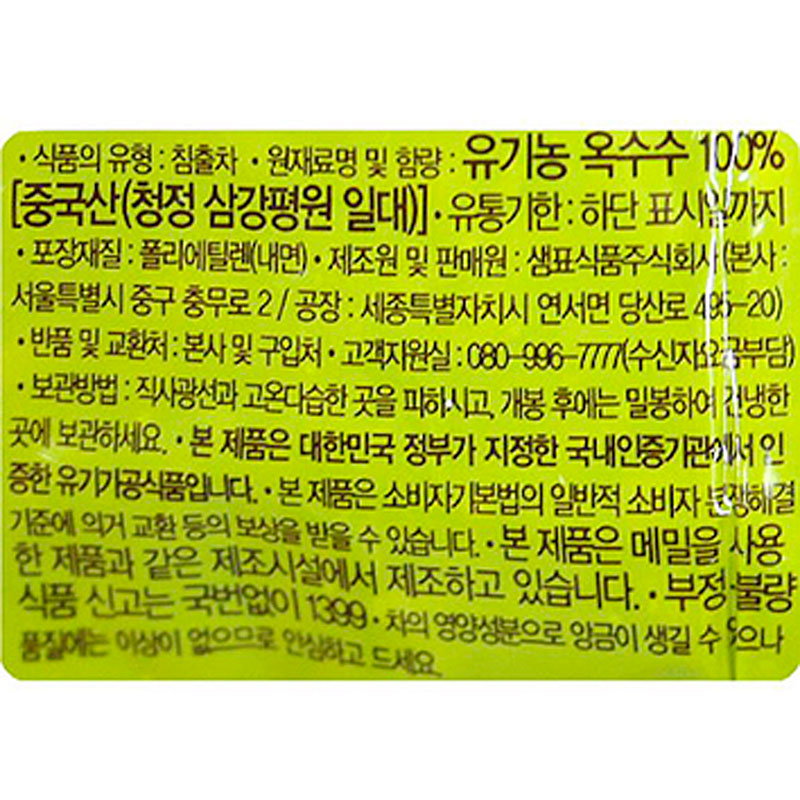 • 식품의 유형 : 침출차 • 원재료명 및 함량 : 유기농 옥수수 100%
[중국산(청정 삼강평원 일대)] • 유통기한 : 하단 표시일까지
• 포장재질 : 폴리에틸렌(내면) • 제조원 및 판매원 : 샘표식품주식회사 (본사 :
서울특별시 중구 충무로 2 / 공장 : 세종특별자치시 연서면 당산로 495-20)
• 반품 및 교환처 : 본사 및 구입처 • 고객지원실 : 080-996-7777(수신자요금부담)
• 보관방법 : 직사광선과 고온다습한 곳을 피하시고, 개봉 후에는 밀봉하여 건냉한
곳에 보관하세요. • 본 제품은 대한민국 정부가 지정한 국내인증기관에서 인
증한 유기가공식품입니다. • 본 제품은 소비자기본법의 일반적 소비자 분쟁해결
기준에 의거 교환 등의 보상을 받을 수 있습니다. • 본 제품은 메밀을 사용
한 제품과 같은 제조시설에서 제조하고 있습니다. • 부정·불량
식품 신고는 국번없이 1399 • 차의 영양성분으로 앙금이 생길 수 있으나
품질에는 이상이 없으므로 안심하고 드세요.